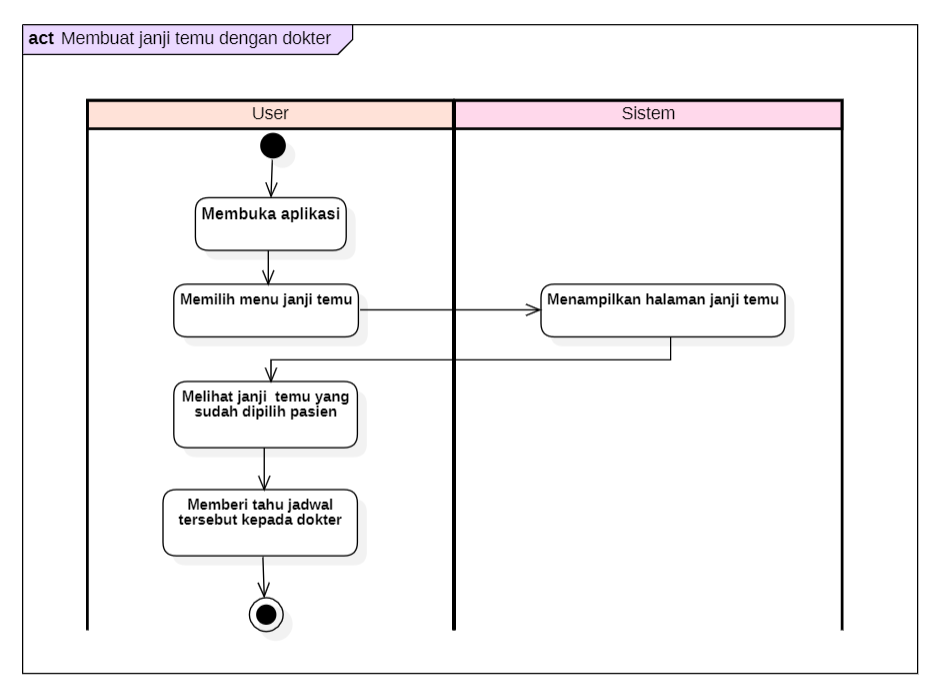 act Membuat janji temu dengan dokter
User
Sistem
Membuka aplikasi
Memilih menu janji temu
Menampilkan halaman janji temu
Melihat janji temu yang
sudah dipilih pasien
Memberi tahu jadwal
tersebut kepada dokter